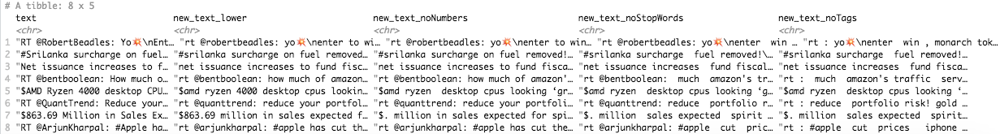 # A tibble: 8 x 5
text new_text_lower new_text_noNumbers new_text_noStopWords new_text_noTags
<chr> <chr> <chr> <chr> <chr>
1 "RT @RobertBeadles: Yo💥\nEnt… "rt @robertbeadles: yo💥\nenter to wi… "rt @robertbeadles: yo💥\nenter to win… "rt @robertbeadles: yo💥\nenter  win … "rt : yo💥\nenter  win , monarch tok…
2 "#SriLanka surcharge on fuel… "#srilanka surcharge on fuel removed… "#srilanka surcharge on fuel removed!… "#srilanka surcharge  fuel removed!\… "#srilanka surcharge  fuel removed!…
3 "Net issuance increases to f… "net issuance increases to fund fisc… "net issuance increases to fund fisca… "net issuance increases  fund fiscal… "net issuance increases  fund fisca…
4 "RT @bentboolean: How much o… "rt @bentboolean: how much of amazon… "rt @bentboolean: how much of amazon'… "rt @bentboolean:  much  amazon's tr… "rt :  much  amazon's traffic  serv…
5 "$AMD Ryzen 4000 desktop CPU… "$amd ryzen 4000 desktop cpus lookin… "$amd ryzen  desktop cpus looking ‘gr… "$amd ryzen  desktop cpus looking ‘g… "$amd ryzen  desktop cpus looking ‘…
6 "RT @QuantTrend: Reduce your… "rt @quanttrend: reduce your portfol… "rt @quanttrend: reduce your portfoli… "rt @quanttrend: reduce  portfolio r… "rt : reduce  portfolio risk! gold …
7 "$863.69 Million in Sales Ex… "$863.69 million in sales expected f… "$. million in sales expected for spi… "$. million  sales expected  spirit … "$. million  sales expected  spirit…
8 "RT @ArjunKharpal: #Apple ha… "rt @arjunkharpal: #apple has cut th… "rt @arjunkharpal: #apple has cut the… "rt @arjunkharpal: #apple  cut  pric… "rt : #apple  cut  prices  iphone …